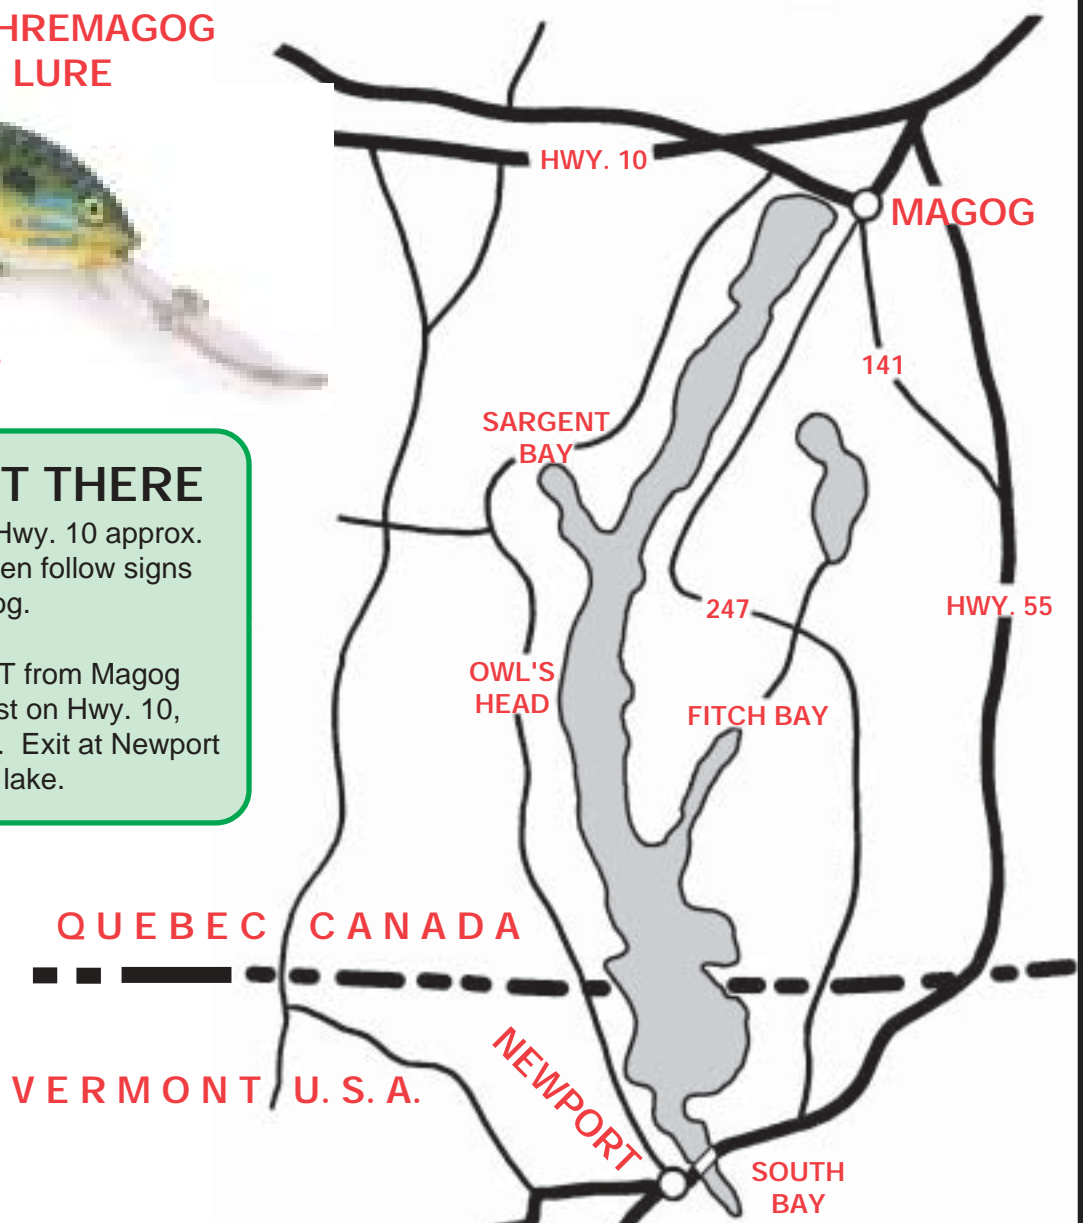 HREMAGOG
LURE
HWY. 10
MAGOG
141
SARGENT
BAY
T THERE
Hwy. 10 approx.
en follow signs
og.
T from Magog
st on Hwy. 10,
. Exit at Newport
lake.
247
HWY. 55
OWL'S
HEAD
FITCH BAY
QUEBEC CANADA
VERMONT U.S.A.
NEWPORT
SOUTH
BAY